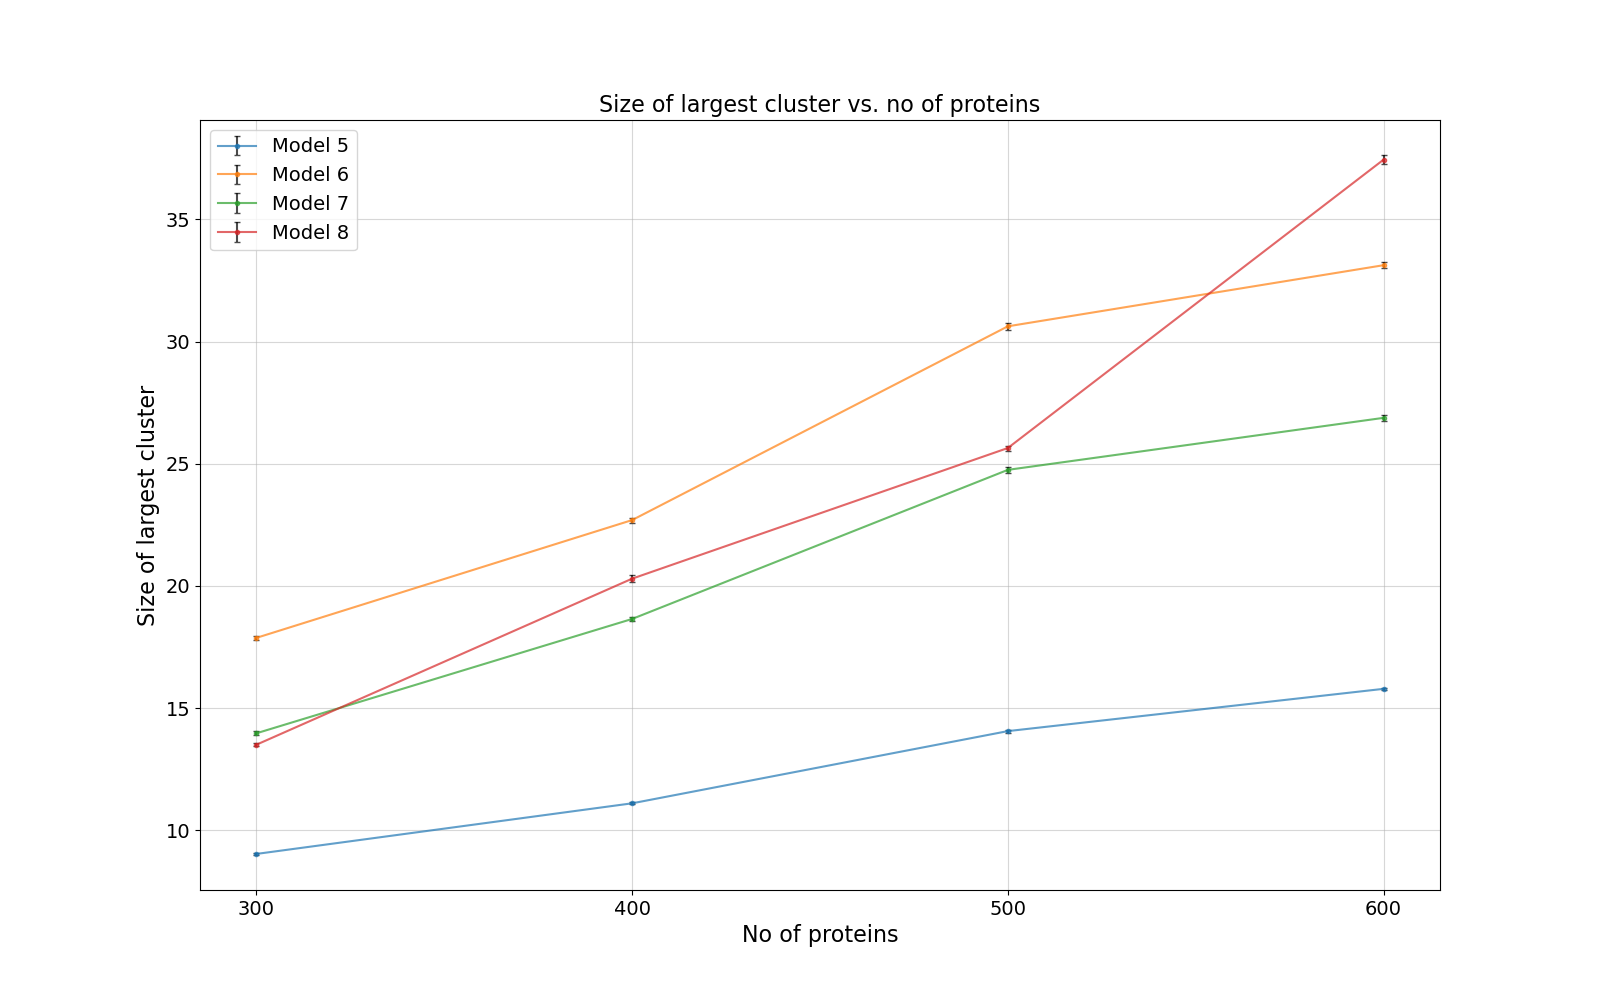 Size of largest cluster vs. no of proteins
Model 5
Model 6
Model 7
Model 8
35
30
25
20
15
10
Size of largest cluster
300 400 500 600
No of proteins